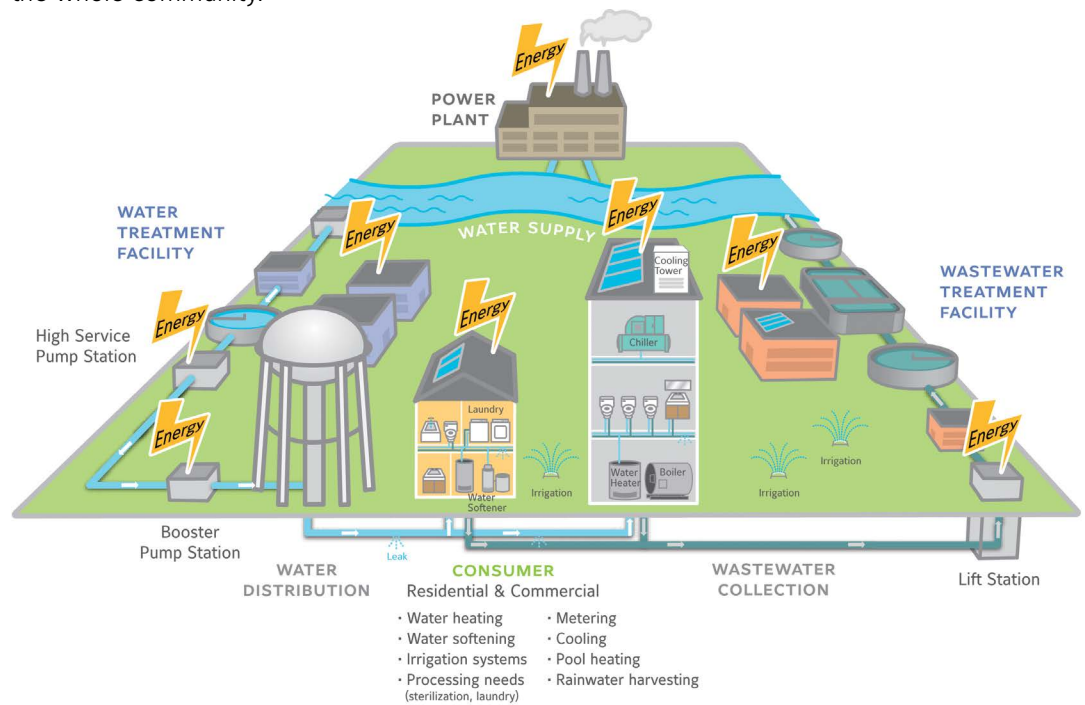 the whole community.
Energy
POWER
PLANT
WATER
TREATMENT
FACILITY
Energy
WATER SUPPLY
Energy
Cooling
Tower
Energy
WASTEWATER
TREATMENT
FACILITY
High Service
Pump Station
Energy
Energy
Chiller
Laundry
Energy
Energy
Water
Heater
Boiler
Irrigation
Irrigation
Irrigation
Water
Softener
Booster
Pump Station
Leak
WATER
DISTRIBUTION
CONSUMER
Residential & Commercial
WASTEWATER
COLLECTION
Lift Station
· Water heating
· Water softening
· Irrigation systems
· Processing needs
(sterilization, laundry)
· Metering
· Cooling
· Pool heating
· Rainwater harvesting